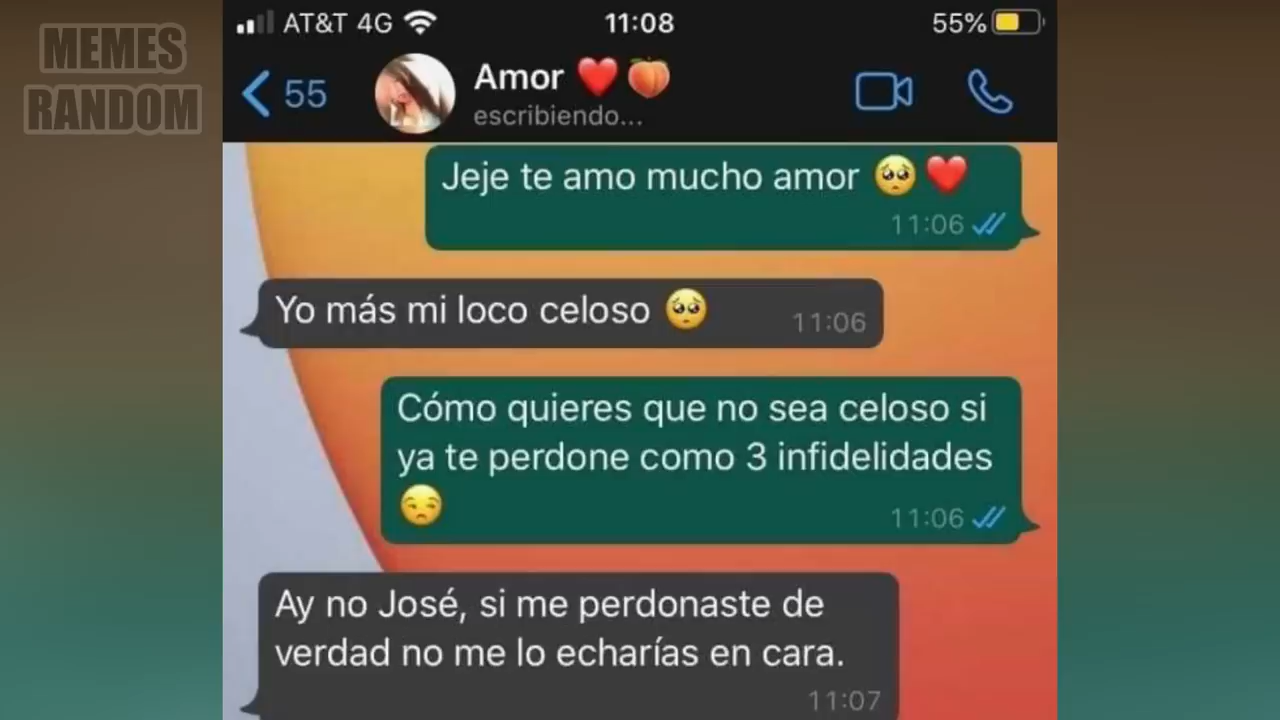 MEMES
RANDOM
AT&T 4G 11:08 55%
55 Amor ❤️🍑
escribiendo...
Jeje te amo mucho amor 🥺❤️
11:06
Yo más mi loco celoso 🥺 11:06
Cómo quieres que no sea celoso si
ya te perdone como 3 infidelidades
😒
11:06
Ay no José, si me perdonaste de
verdad no me lo echarías en cara.
11:07